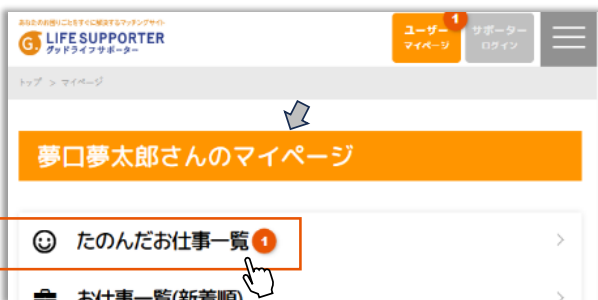 あなたのお困りごとをすぐに解決するマッチングサイト
G. LIFE SUPPORTER
グッドライフサポーター
ユーザー
マイページ
1
サポーター
ログイン
トップ > マイページ
夢口夢太郎さんのマイページ
たのんだお仕事一覧 1
お仕事一覧(新着順)